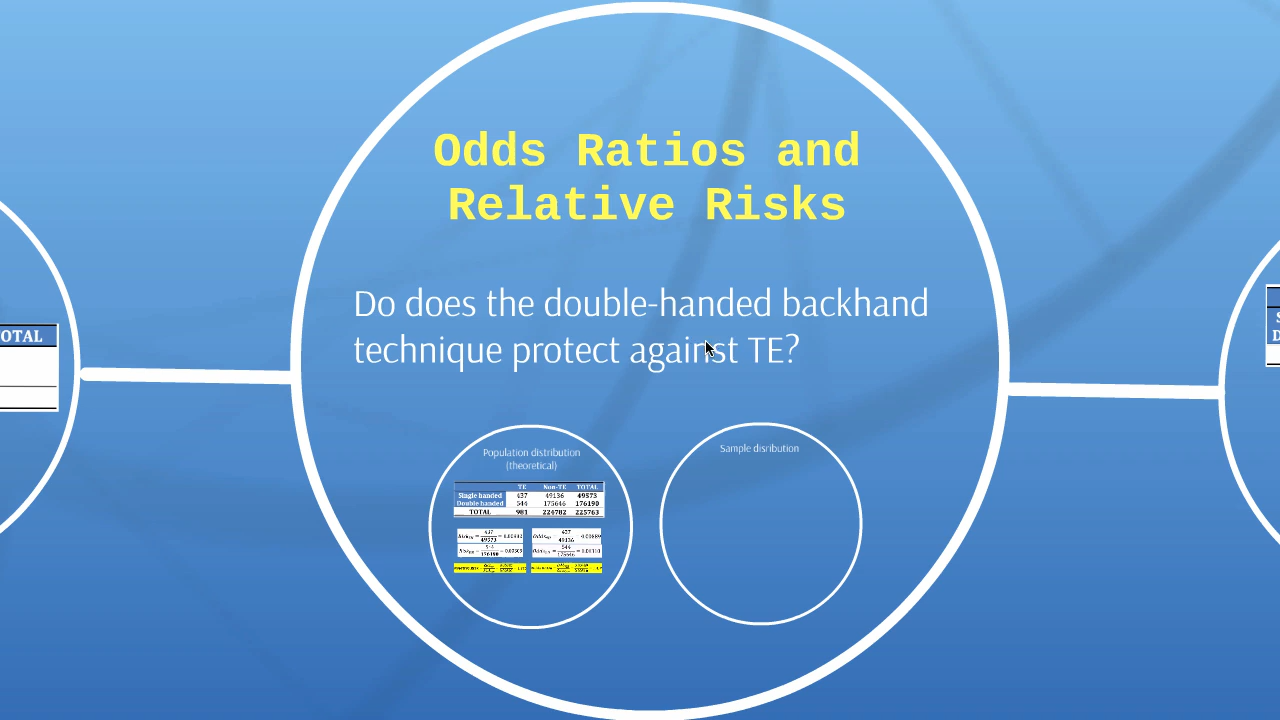 Odds Ratios and
Relative Risks
Do does the double-handed backhand
technique protect against TE?
OTAL
Population distribution
(theoretical)
TE Non-TE TOTAL
Single handed 437 49136 49573
Double handed 544 175646 176190
TOTAL 981 224782 225763
Sample disribution